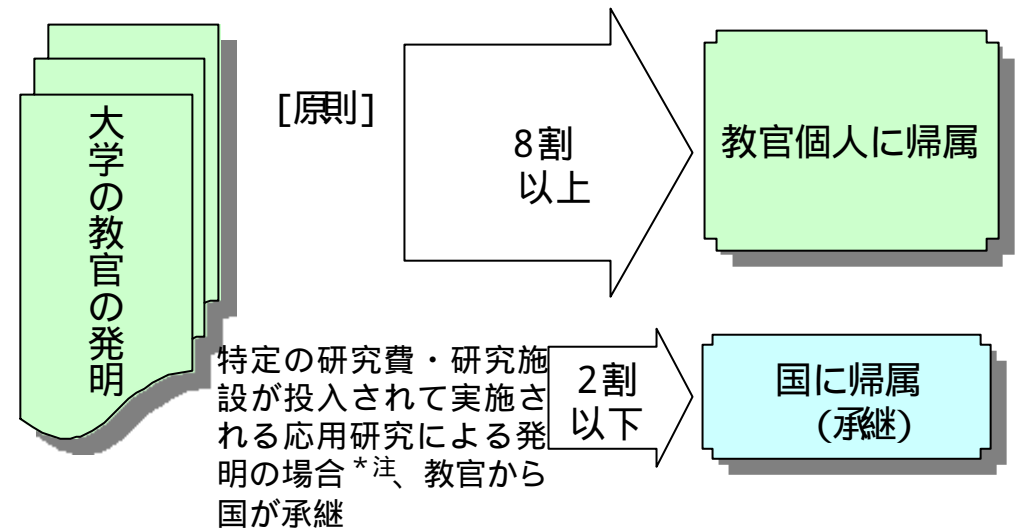 大学の教官の発明
[原則]
8割
以上
教官個人に帰属
特定の研究費・研究施
設が投入されて実施さ
れる応用研究による発
明の場合*注、教官から
国が承継
2割
以下
国に帰属
(承継)